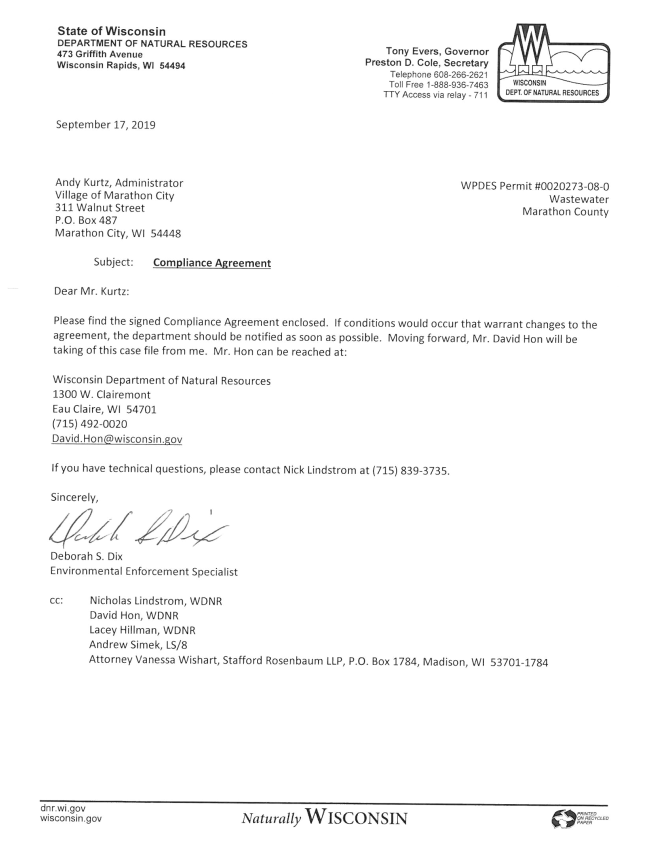 State of Wisconsin
DEPARTMENT OF NATURAL RESOURCES
473 Griffith Avenue
Wisconsin Rapids, WI 54494
Tony Evers, Governor
Preston D. Cole, Secretary
Telephone 608-266-2621
Toll Free 1-888-936-7463
TTY Access via relay - 711
W
WISCONSIN
DEPT. OF NATURAL RESOURCES
September 17, 2019
Andy Kurtz, Administrator
Village of Marathon City
311 Walnut Street
P.O. Box 487
Marathon City, WI 54448
WPDES Permit #0020273-08-0
Wastewater
Marathon County
Subject: Compliance Agreement
Dear Mr. Kurtz:
Please find the signed Compliance Agreement enclosed. If conditions would occur that warrant changes to the
agreement, the department should be notified as soon as possible. Moving forward, Mr. David Hon will be
taking of this case file from me. Mr. Hon can be reached at:
Wisconsin Department of Natural Resources
1300 W. Clairemont
Eau Claire, WI 54701
(715) 492-0020
David.Hon@wisconsin.gov
If you have technical questions, please contact Nick Lindstrom at (715) 839-3735.
Sincerely,
Deborah S. Dix
Environmental Enforcement Specialist
cc: Nicholas Lindstrom, WDNR
David Hon, WDNR
Lacey Hillman, WDNR
Andrew Simek, LS/8
Attorney Vanessa Wishart, Stafford Rosenbaum LLP, P.O. Box 1784, Madison, WI 53701-1784
dnr.wi.gov
wisconsin.gov
Naturally WISCONSIN
PRINTED
ON RECYCLED
PAPER